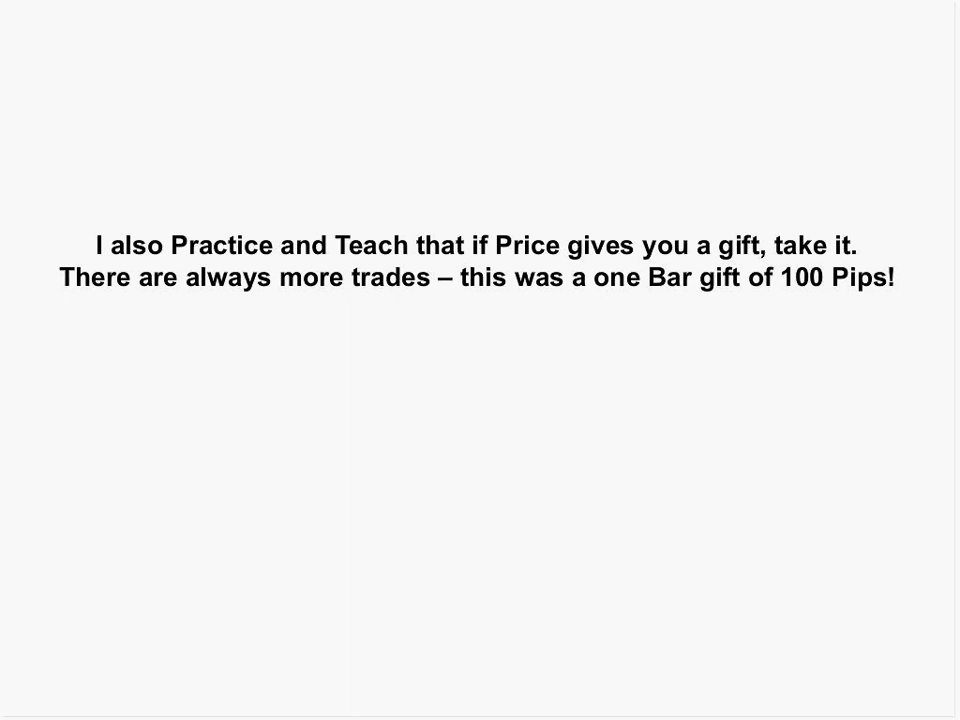 I also Practice and Teach that if Price gives you a gift, take it.
There are always more trades – this was a one Bar gift of 100 Pips!